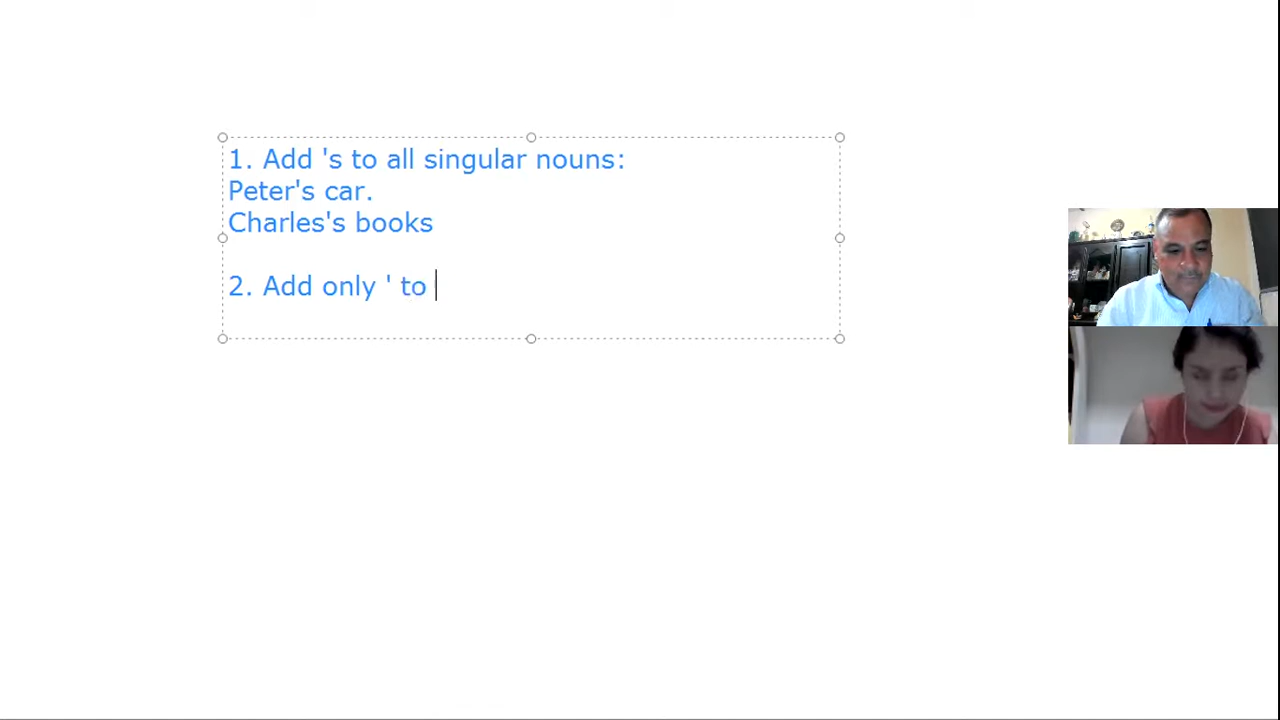 1. Add 's to all singular nouns:
Peter's car.
Charles's books
2. Add only ' to